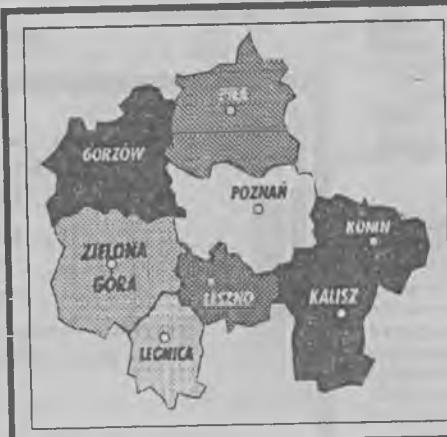 PIŁA
GORZÓW
POZNAŃ
KONIN
ZIELONA
GÓRA
LESZNO
KALISZ
LEGNICA